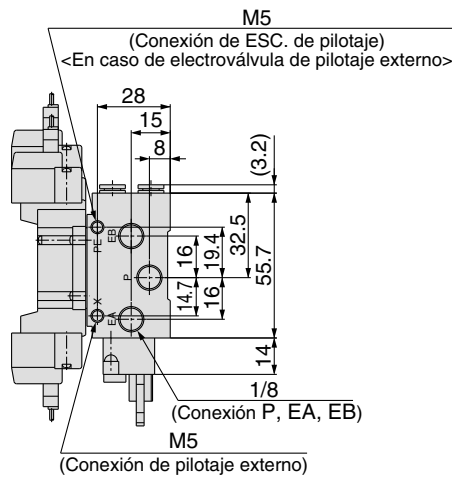 M5
(Conexión de ESC. de pilotaje)
<En caso de electroválvula de pilotaje externo>
28
15
8
(3.2)
32.5
55.7
19.4
16
EB
PE
P
X
EA
14.7
16
14
1/8
(Conexión P, EA, EB)
M5
(Conexión de pilotaje externo)